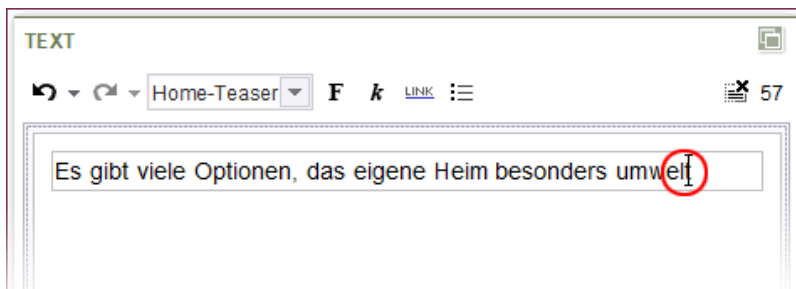 TEXT
Home-Teaser F k LINK 57
Es gibt viele Optionen, das eigene Heim besonders umwelt